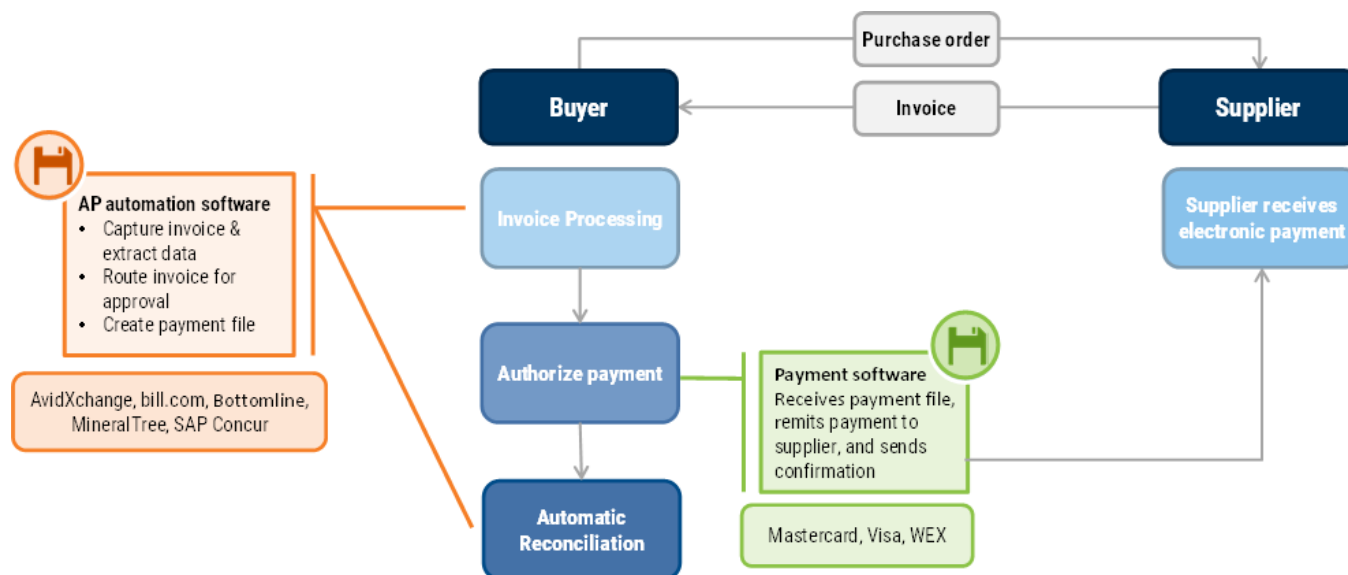 Purchase order
Buyer
Invoice
Supplier
AP automation software
• Capture invoice &
extract data
• Route invoice for
approval
• Create payment file
AvidXchange, bill.com, Bottomline,
MineralTree, SAP Concur
Invoice Processing
Supplier receives
electronic payment
Authorize payment
Payment software
Receives payment file,
remits payment to
supplier, and sends
confirmation
Mastercard, Visa, WEX
Automatic
Reconciliation